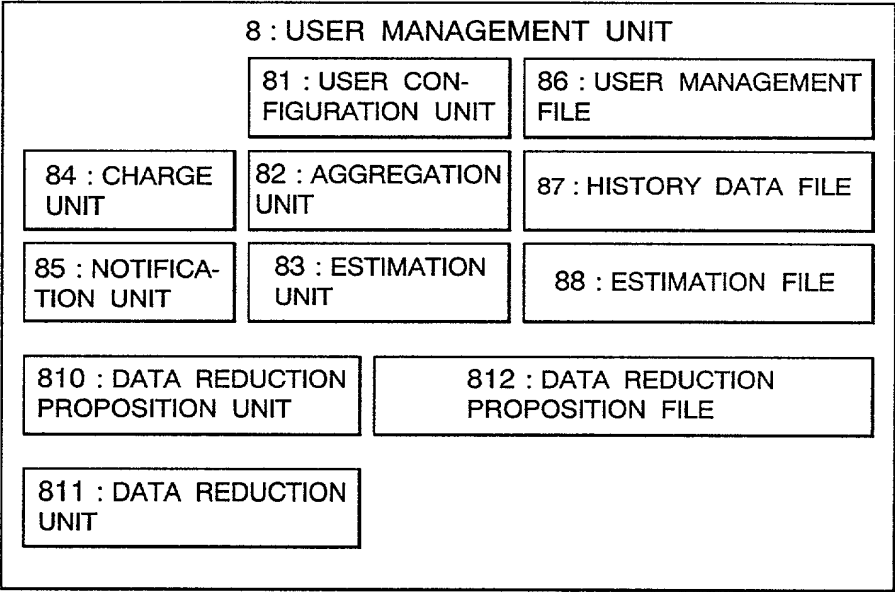 8 : USER MANAGEMENT UNIT
81 : USER CON-
FIGURATION UNIT
86 : USER MANAGEMENT
FILE
84 : CHARGE
UNIT
82 : AGGREGATION
UNIT
87 : HISTORY DATA FILE
85 : NOTIFICA-
TION UNIT
83 : ESTIMATION
UNIT
88 : ESTIMATION FILE
810 : DATA REDUCTION
PROPOSITION UNIT
812 : DATA REDUCTION
PROPOSITION FILE
811 : DATA REDUCTION
UNIT